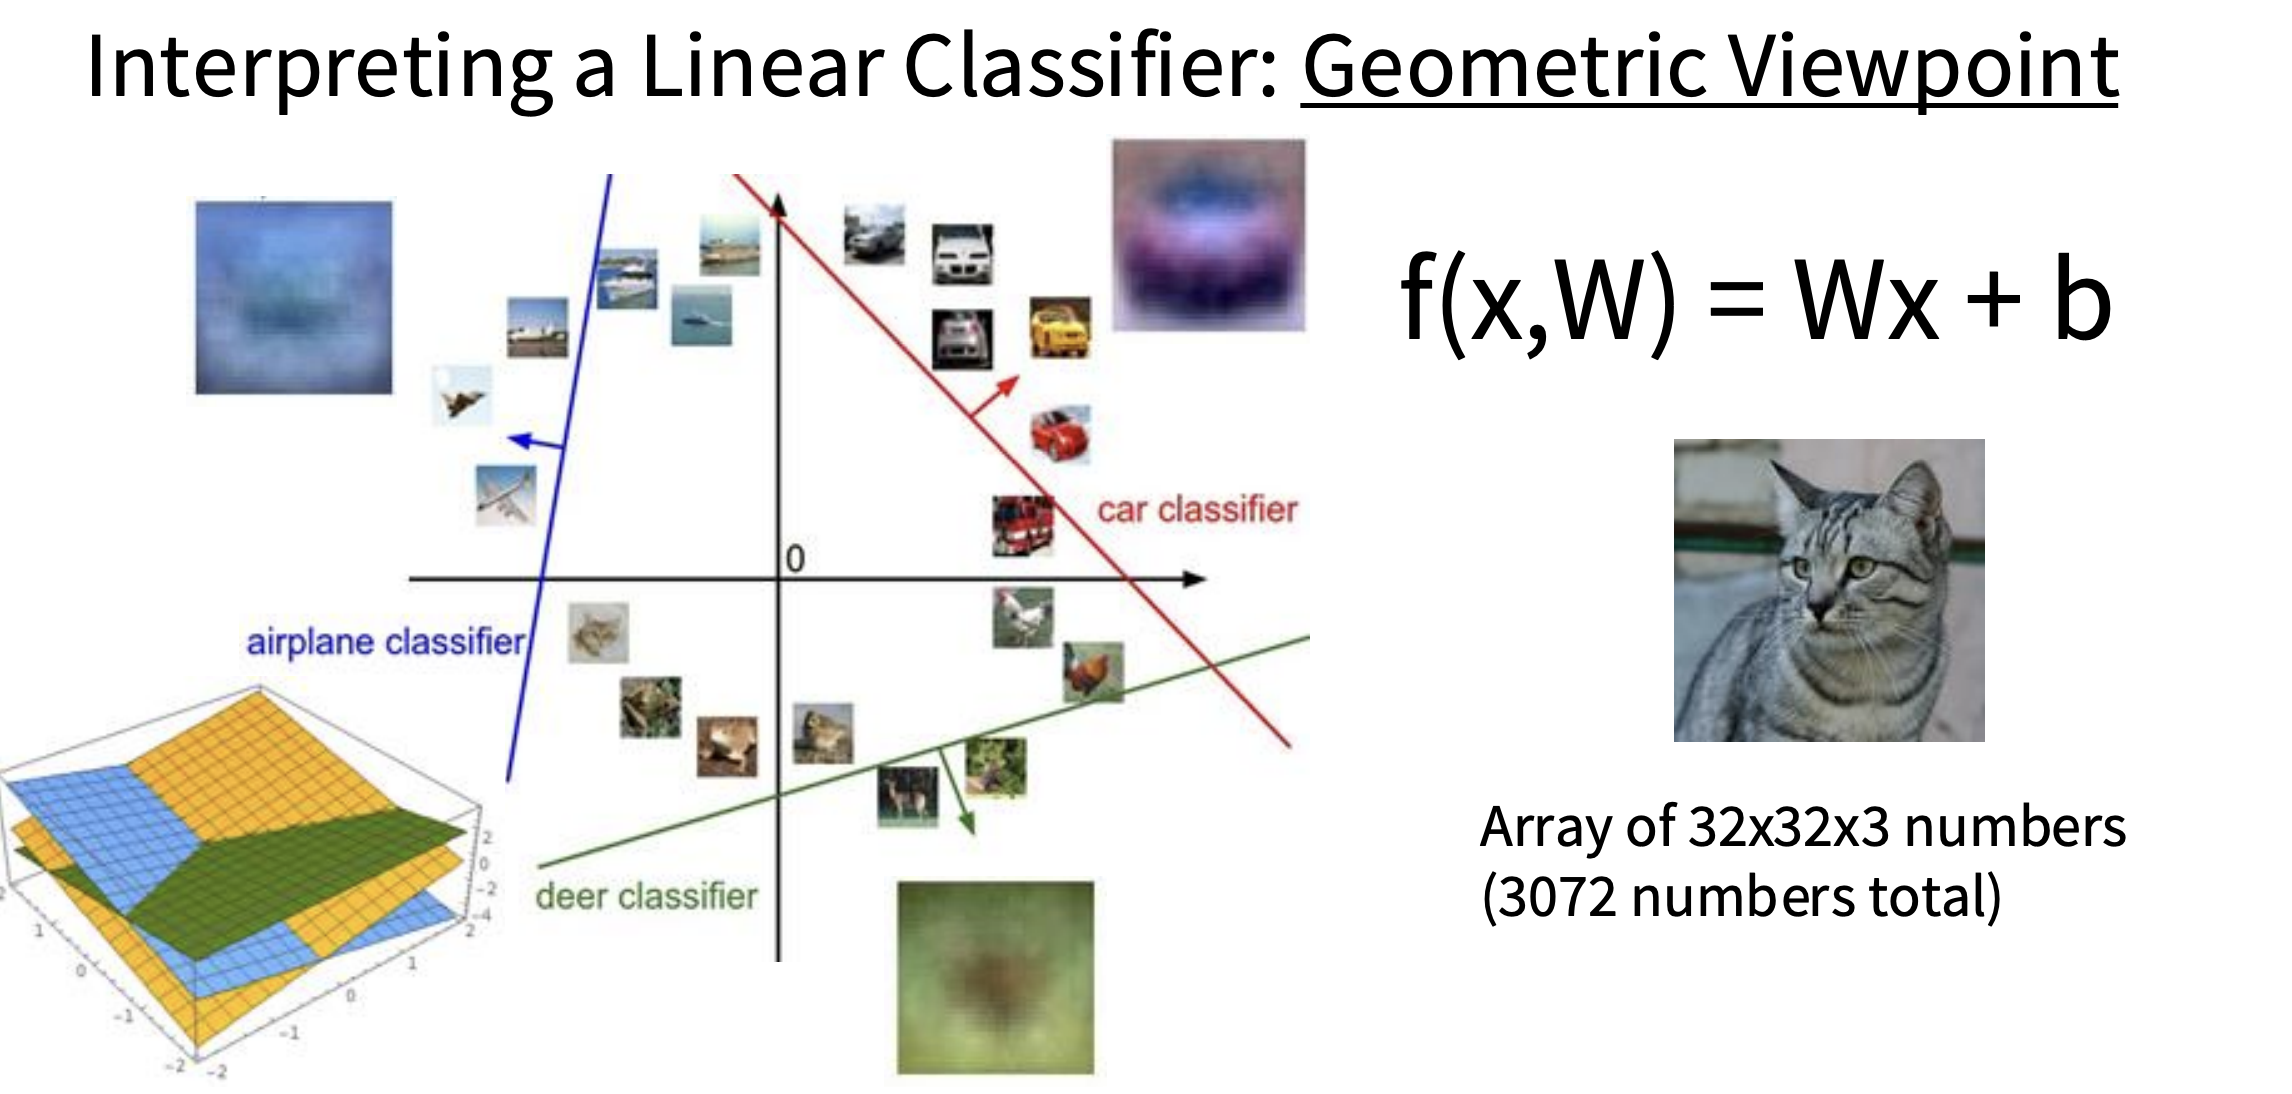 Interpreting a Linear Classifier: Geometric Viewpoint
f(x,W) = Wx + b
car classifier
0
airplane classifier
deer classifier
2
0
-2
-4
2
1
0
-1
-2
1
0
-1
-2
Array of 32x32x3 numbers
(3072 numbers total)